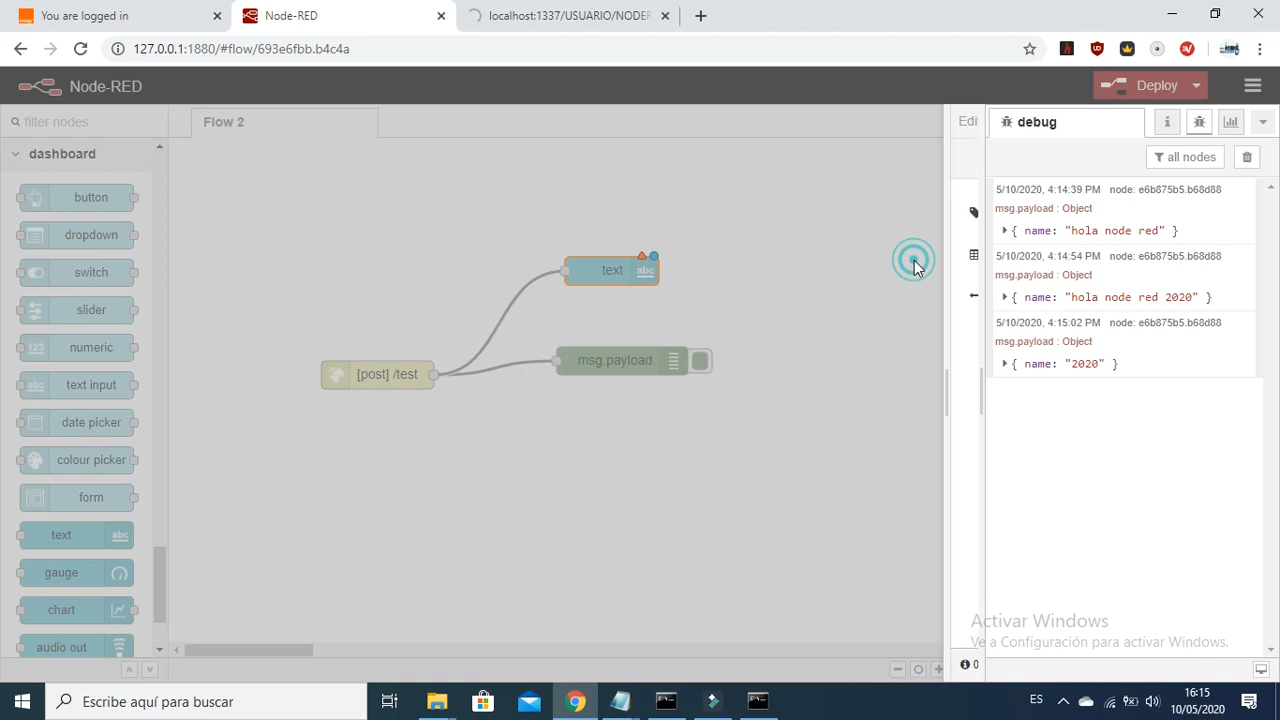 You are logged in
Node-RED
localhost:1337/USUARIO/NODER
127.0.0.1:1880/#flow/693e6fbb.b4c4a
Node-RED
Deploy
filter nodes
Flow 2
Edi
debug
i
dashboard
all nodes
button
dropdown
switch
slider
123 numeric
abc text input
date picker
colour picker
form
text abc
gauge
chart
audio out
text abc
[post] /test
msg.payload
5/10/2020, 4:14:39 PM node: e6b875b5.b68d88
msg.payload : Object
{ name: "hola node red" }
5/10/2020, 4:14:54 PM node: e6b875b5.b68d88
msg.payload : Object
{ name: "hola node red 2020" }
5/10/2020, 4:15:02 PM node: e6b875b5.b68d88
msg.payload : Object
{ name: "2020" }
Activar Windows
Ve a Configuración para activar Windows.
0
Escribe aquí para buscar
ES
16:15
10/05/2020